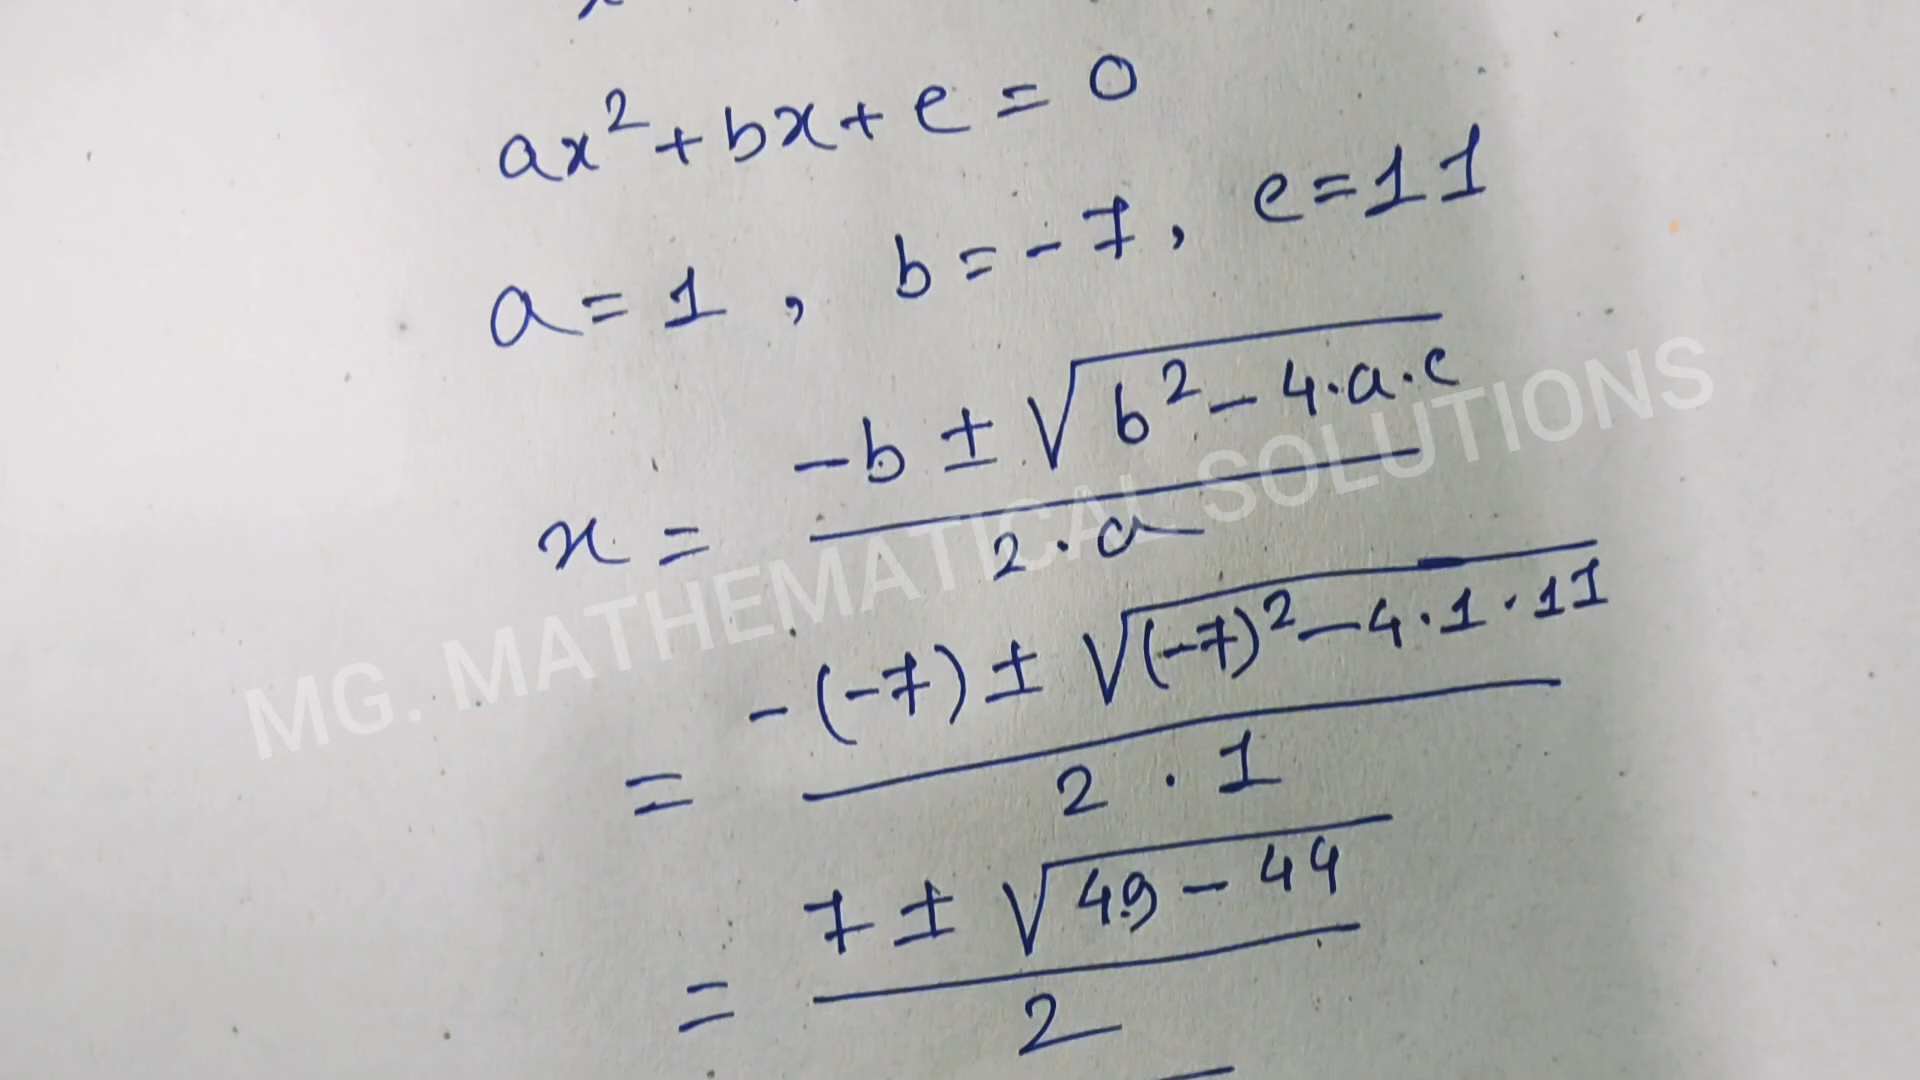 ax² + bx + c = 0
a = 1 , b = -7 , c = 11
x = (-b ± √(b² - 4·a·c)) / (2·a)
= (-(-7) ± √((-7)² - 4·1·11)) / (2·1)
= (7 ± √(49 - 44)) / 2
MG. MATHEMATICAL SOLUTIONS